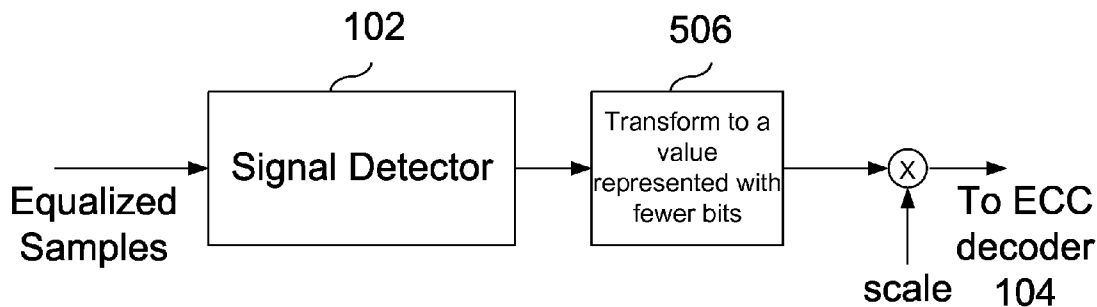 102
506
Signal Detector
Transform to a
value
represented with
fewer bits
X
Equalized
Samples
To ECC
decoder
104
scale